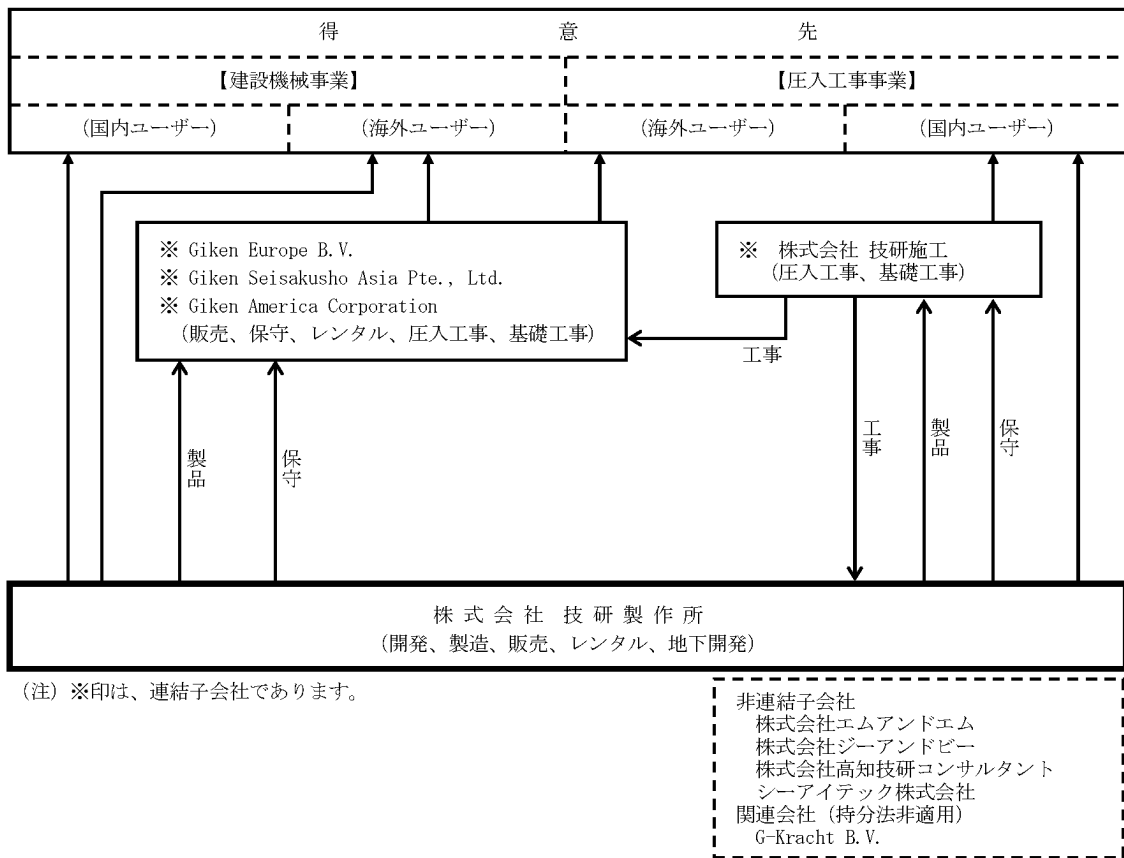 得意先
【建設機械事業】
【圧入工事事業】
(国内ユーザー)
(海外ユーザー)
(海外ユーザー)
(国内ユーザー)
※ Giken Europe B.V.
※ Giken Seisakusho Asia Pte., Ltd.
※ Giken America Corporation
(販売、保守、レンタル、圧入工事、基礎工事)
※ 株式会社 技研施工
(圧入工事、基礎工事)
工事
製品
保守
工事
製品
保守
株式会社 技研製作所
(開発、製造、販売、レンタル、地下開発)
(注) ※印は、連結子会社であります。
非連結子会社
株式会社エムアンドエム
株式会社ジーアンドビー
株式会社高知技研コンサルタント
シーアイテック株式会社
関連会社 (持分法非適用)
G-Kracht B.V.